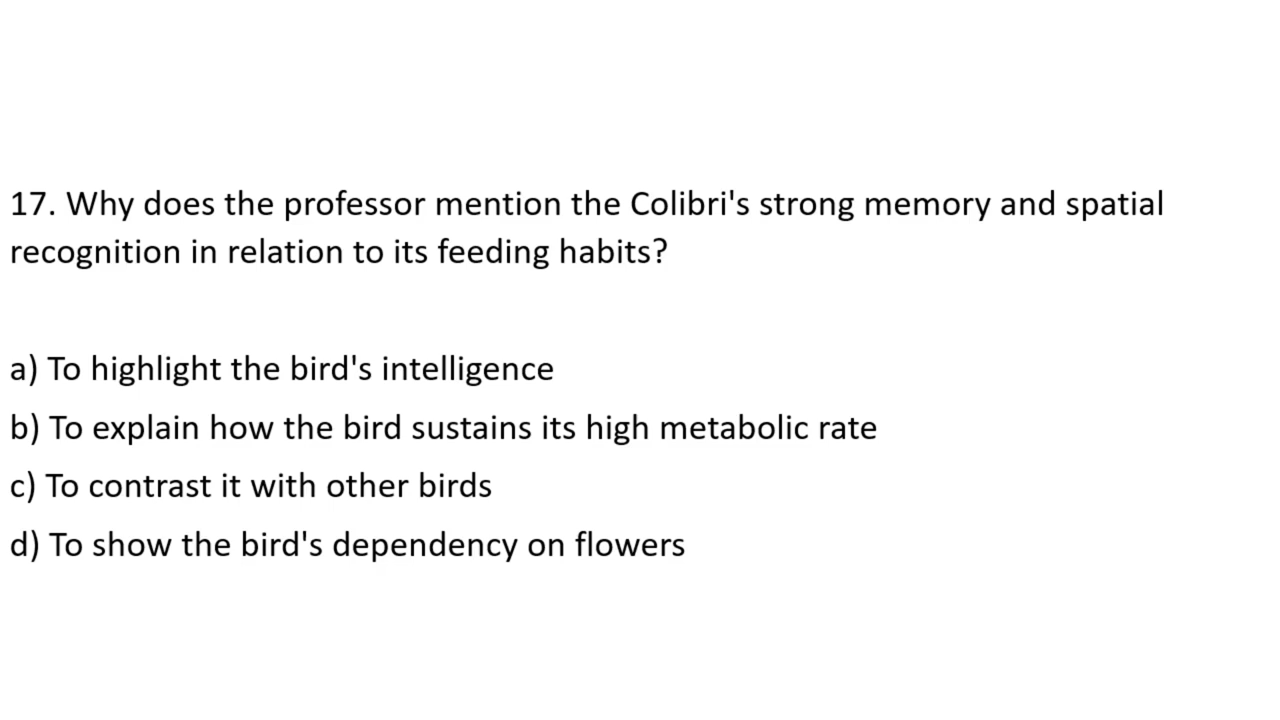 17. Why does the professor mention the Colibri's strong memory and spatial
recognition in relation to its feeding habits?
a) To highlight the bird's intelligence
b) To explain how the bird sustains its high metabolic rate
c) To contrast it with other birds
d) To show the bird's dependency on flowers